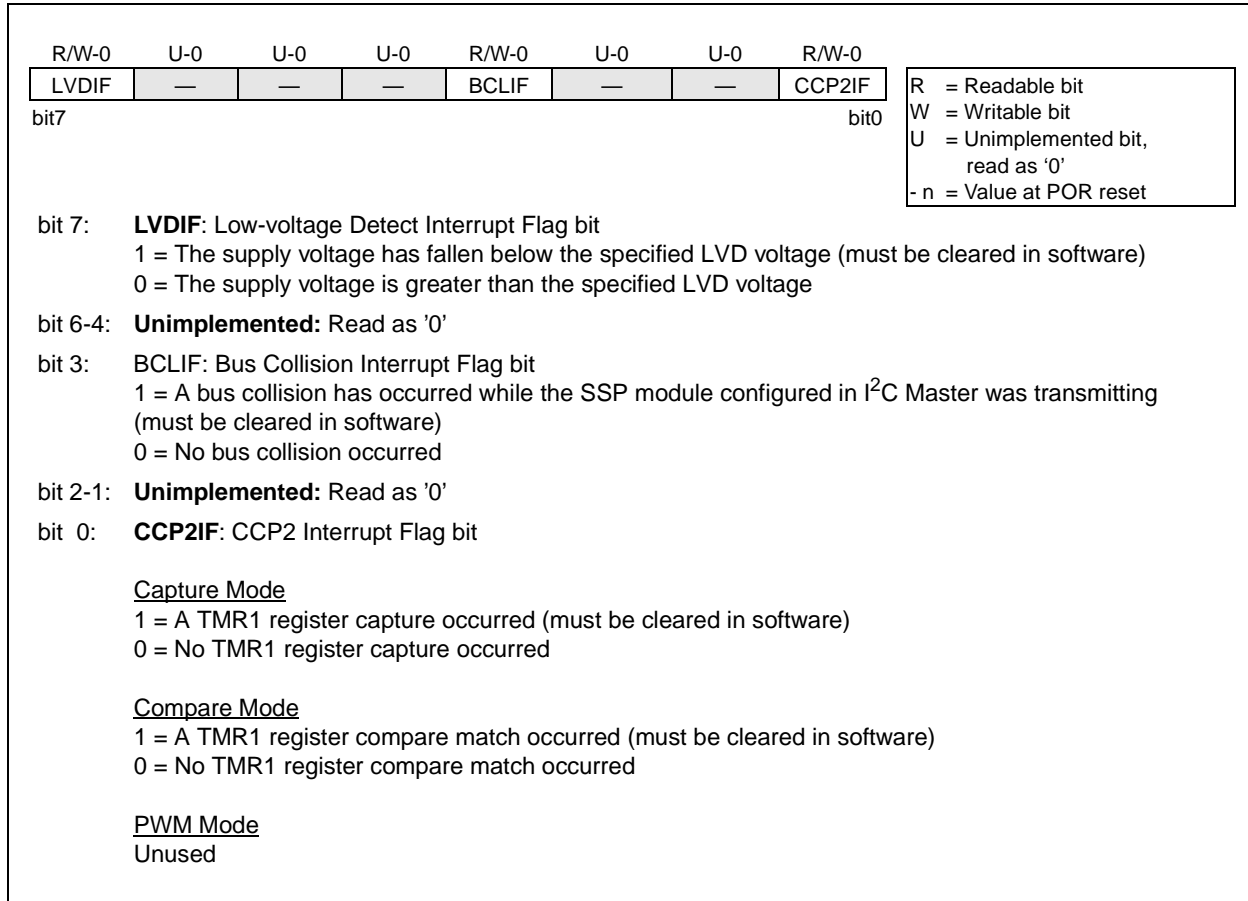 R/W-0 U-0 U-0 U-0 R/W-0 U-0 U-0 R/W-0
LVDIF — — — BCLIF — — CCP2IF
bit7 bit0
R = Readable bit
W = Writable bit
U = Unimplemented bit,
read as ‘0’
- n = Value at POR reset
bit 7: LVDIF: Low-voltage Detect Interrupt Flag bit
1 = The supply voltage has fallen below the specified LVD voltage (must be cleared in software)
0 = The supply voltage is greater than the specified LVD voltage
bit 6-4: Unimplemented: Read as '0'
bit 3: BCLIF: Bus Collision Interrupt Flag bit
1 = A bus collision has occurred while the SSP module configured in I²C Master was transmitting
(must be cleared in software)
0 = No bus collision occurred
bit 2-1: Unimplemented: Read as '0'
bit 0: CCP2IF: CCP2 Interrupt Flag bit
Capture Mode
1 = A TMR1 register capture occurred (must be cleared in software)
0 = No TMR1 register capture occurred
Compare Mode
1 = A TMR1 register compare match occurred (must be cleared in software)
0 = No TMR1 register compare match occurred
PWM Mode
Unused